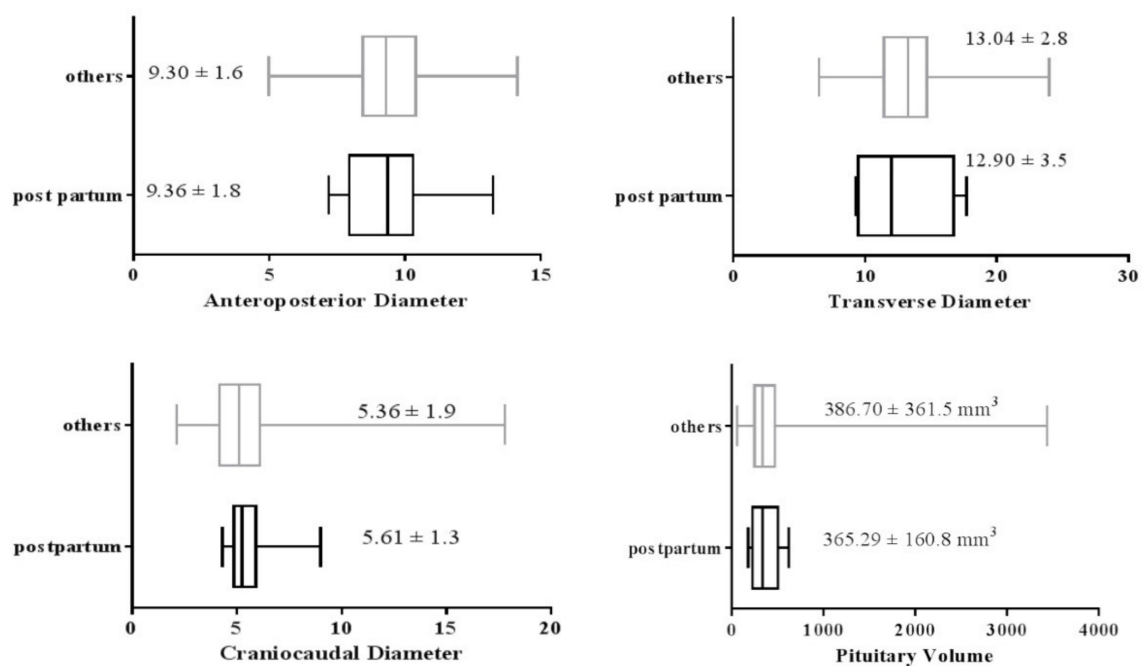 others
9.30 ± 1.6
post partum
9.36 ± 1.8
0 5 10 15
Anteroposterior Diameter
others
13.04 ± 2.8
post partum
12.90 ± 3.5
0 10 20 30
Transverse Diameter
others
5.36 ± 1.9
postpartum
5.61 ± 1.3
0 5 10 15 20
Craniocaudal Diameter
others
386.70 ± 361.5 mm³
postpartum
365.29 ± 160.8 mm³
0 1000 2000 3000 4000
Pituitary Volume